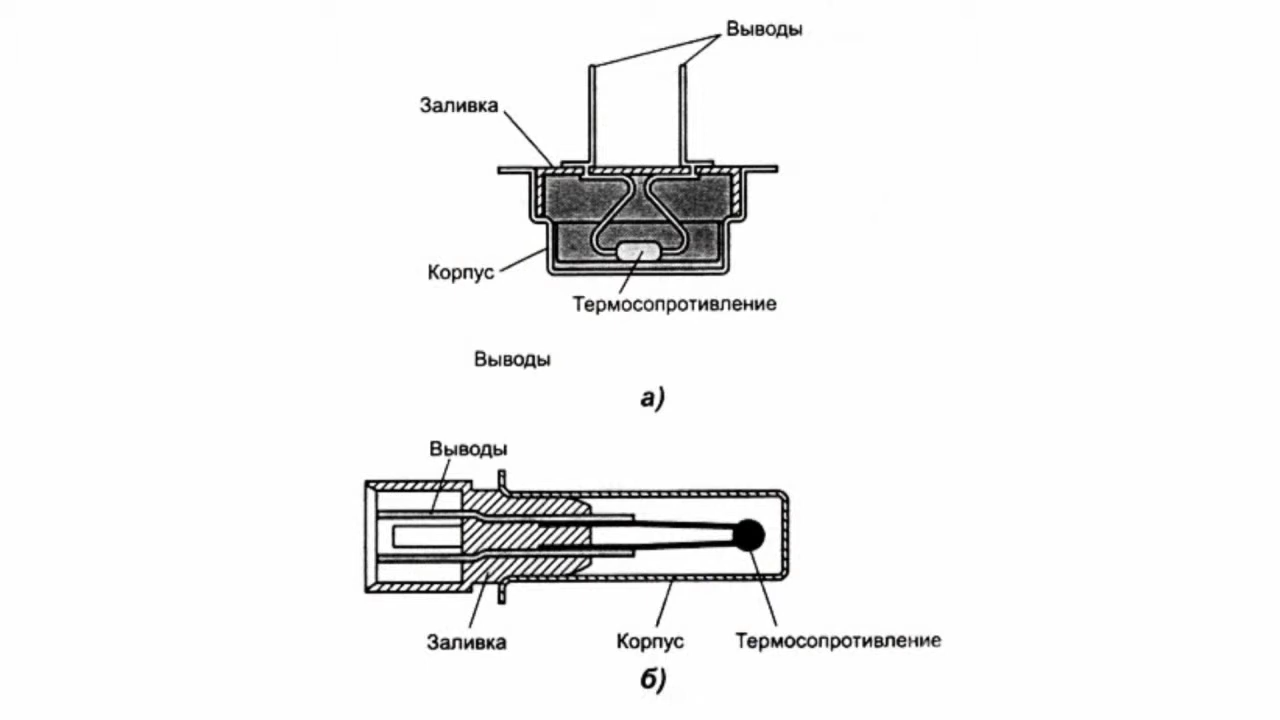 Выводы
Заливка
Корпус
Термосопротивление
Выводы
а)
Выводы
Заливка
Корпус
Термосопротивление
б)